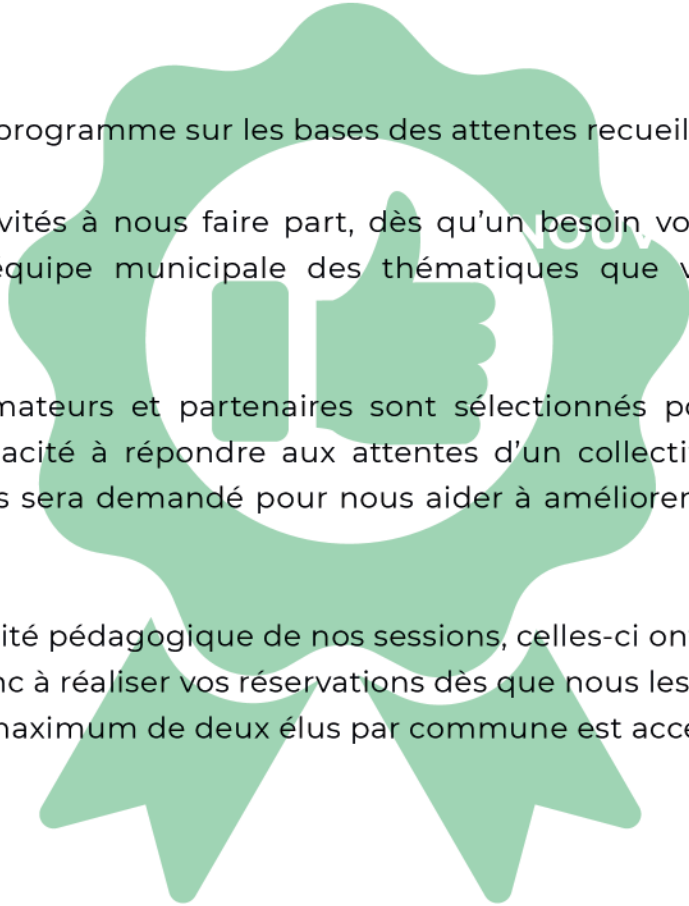 programme sur les bases des attentes recueil
vités à nous faire part, dès qu’un besoin vo
NOUV
équipe municipale des thématiques que v
mateurs et partenaires sont sélectionnés po
acité à répondre aux attentes d’un collecti
s sera demandé pour nous aider à améliorer
ité pédagogique de nos sessions, celles-ci on
nc à réaliser vos réservations dès que nous les
maximum de deux élus par commune est acc